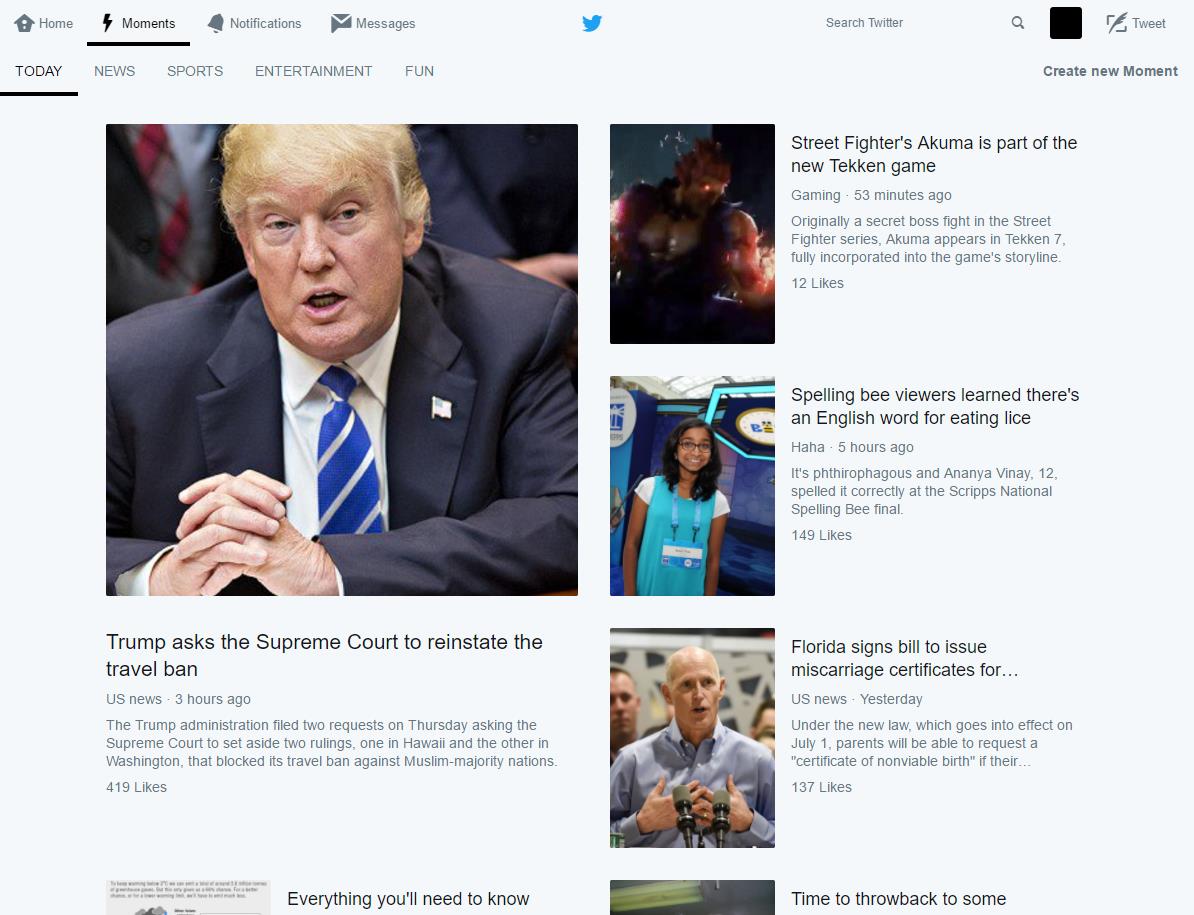 Home
Moments
Notifications
Messages
Search Twitter
Tweet
TODAY
NEWS
SPORTS
ENTERTAINMENT
FUN
Create new Moment
Trump asks the Supreme Court to reinstate the
travel ban
US news · 3 hours ago
The Trump administration filed two requests on Thursday asking the
Supreme Court to set aside two rulings, one in Hawaii and the other in
Washington, that blocked its travel ban against Muslim-majority nations.
419 Likes
Street Fighter's Akuma is part of the
new Tekken game
Gaming · 53 minutes ago
Originally a secret boss fight in the Street
Fighter series, Akuma appears in Tekken 7,
fully incorporated into the game's storyline.
12 Likes
Spelling bee viewers learned there's
an English word for eating lice
Haha · 5 hours ago
It's phthirophagous and Ananya Vinay, 12,
spelled it correctly at the Scripps National
Spelling Bee final.
149 Likes
Florida signs bill to issue
miscarriage certificates for…
US news · Yesterday
Under the new law, which goes into effect on
July 1, parents will be able to request a
"certificate of nonviable birth" if their…
137 Likes
Everything you'll need to know
Time to throwback to some